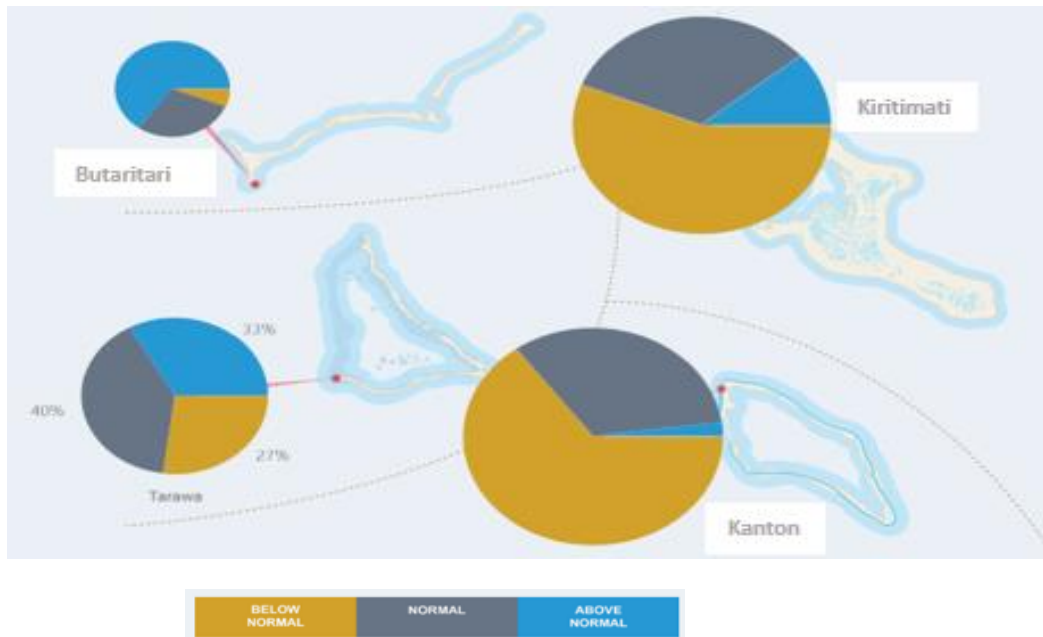 Butaritari
Kiritimati
33%
40%
27%
Tarawa
Kanton
BELOW
NORMAL
NORMAL
ABOVE
NORMAL